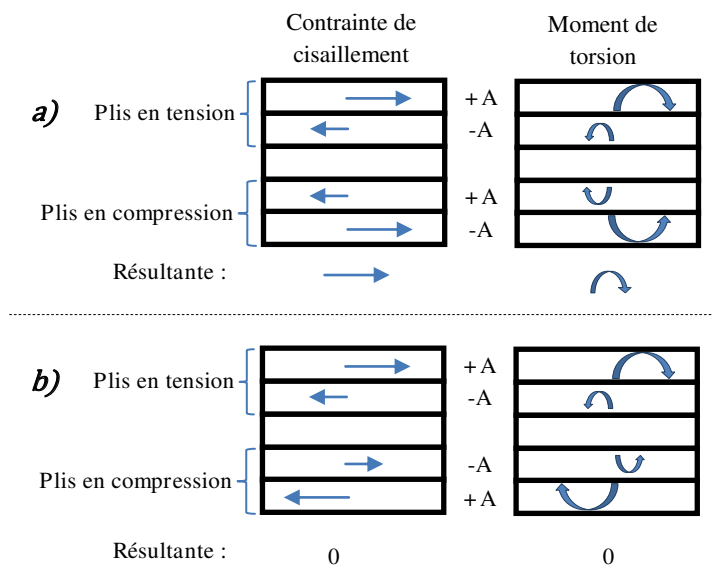 Contrainte de
cisaillement
Moment de
torsion
a)
Plis en tension
+A
-A
Plis en compression
+A
-A
Résultante :
b)
Plis en tension
+A
-A
Plis en compression
-A
+A
Résultante :
0
0